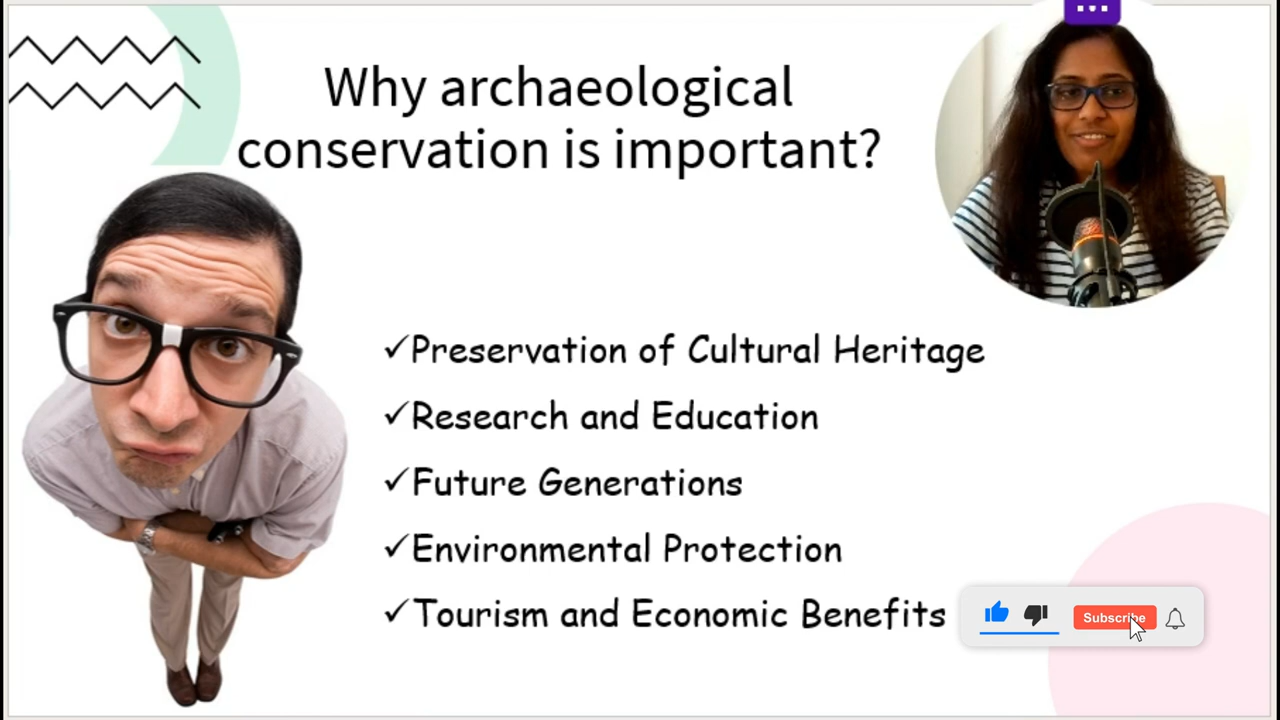 Why archaeological
conservation is important?
✓Preservation of Cultural Heritage
✓Research and Education
✓Future Generations
✓Environmental Protection
✓Tourism and Economic Benefits
Subscribe